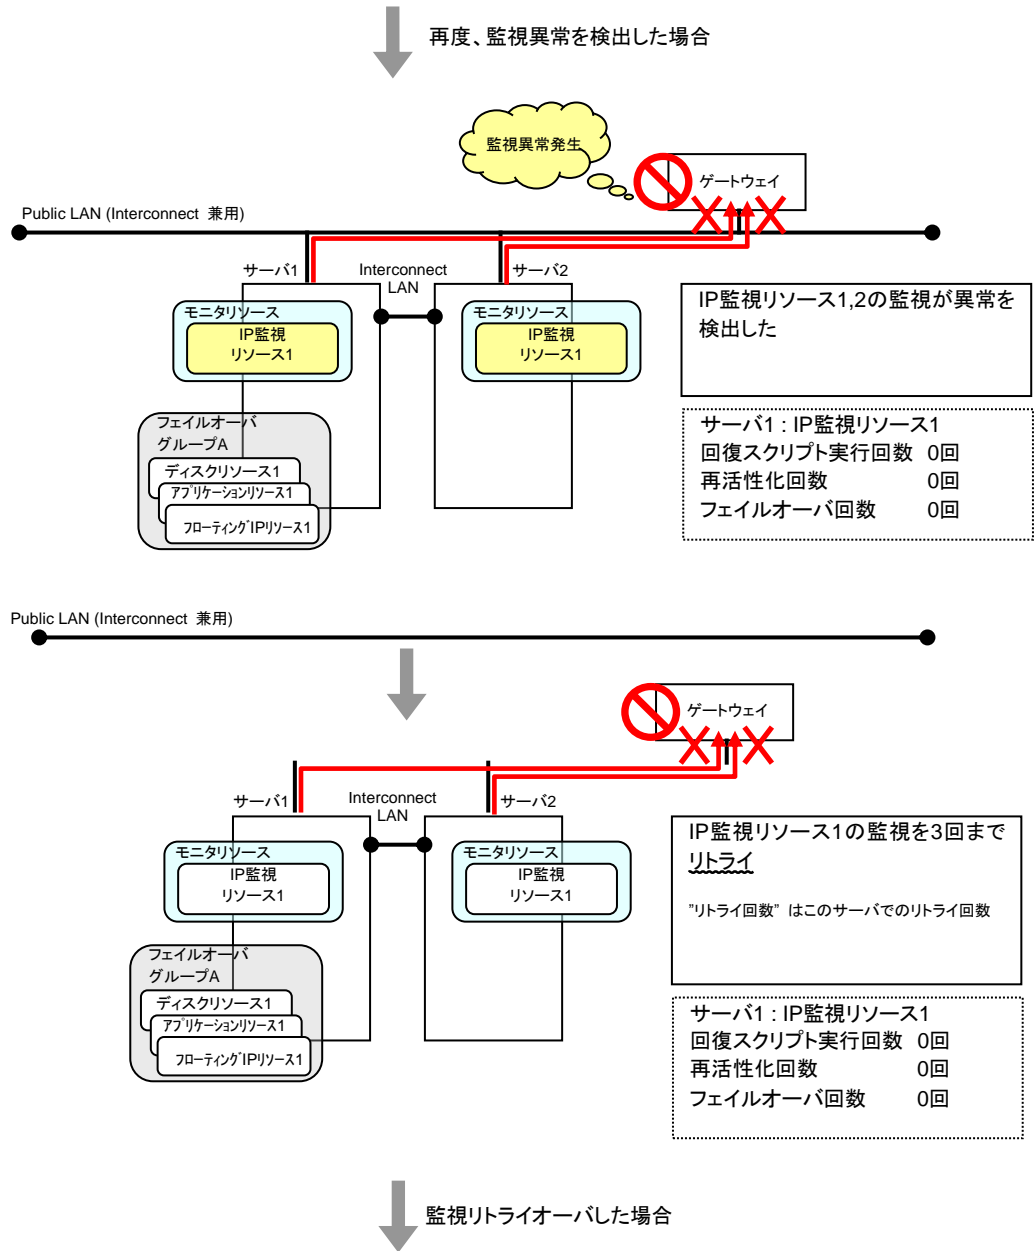 再度、監視異常を検出した場合
監視異常発生
ゲートウェイ
Public LAN (Interconnect 兼用)
サーバ1
Interconnect
LAN
サーバ2
モニタリソース
IP監視
リソース1
モニタリソース
IP監視
リソース1
フェイルオーバ
グループA
ディスクリソース1
アプリケーションリソース1
フローティングIPリソース1
IP監視リソース1,2の監視が異常を
検出した
サーバ1 : IP監視リソース1
回復スクリプト実行回数 0回
再活性化回数 0回
フェイルオーバ回数 0回
Public LAN (Interconnect 兼用)
ゲートウェイ
サーバ1
Interconnect
LAN
サーバ2
モニタリソース
IP監視
リソース1
モニタリソース
IP監視
リソース1
フェイルオーバ
グループA
ディスクリソース1
アプリケーションリソース1
フローティングIPリソース1
IP監視リソース1の監視を3回まで
リトライ
”リトライ回数” はこのサーバでのリトライ回数
サーバ1 : IP監視リソース1
回復スクリプト実行回数 0回
再活性化回数 0回
フェイルオーバ回数 0回
監視リトライオーバした場合